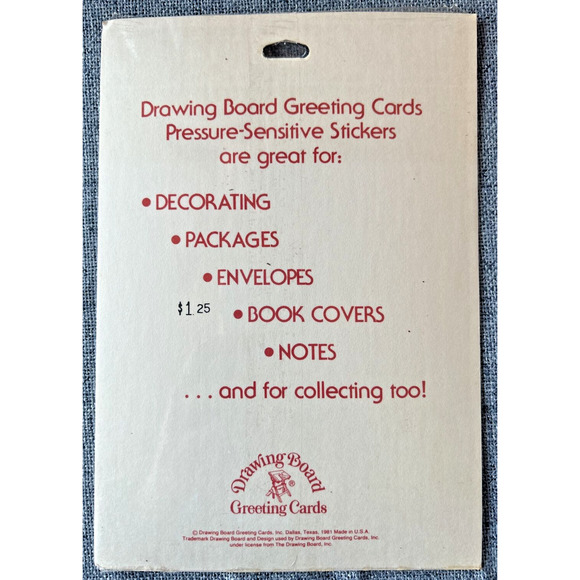 Drawing Board Greeting Cards
Pressure-Sensitive Stickers
are great for:
• DECORATING
• PACKAGES
• ENVELOPES
$1.25
• BOOK COVERS
• NOTES
. . . and for collecting too!
Drawing Board
®
Greeting Cards
© Drawing Board Greeting Cards, Inc. Dallas, Texas, 1981 Made in U.S.A.
Trademark Drawing Board and Design used by Drawing Board Greeting Cards, Inc.
under license from The Drawing Board, Inc.